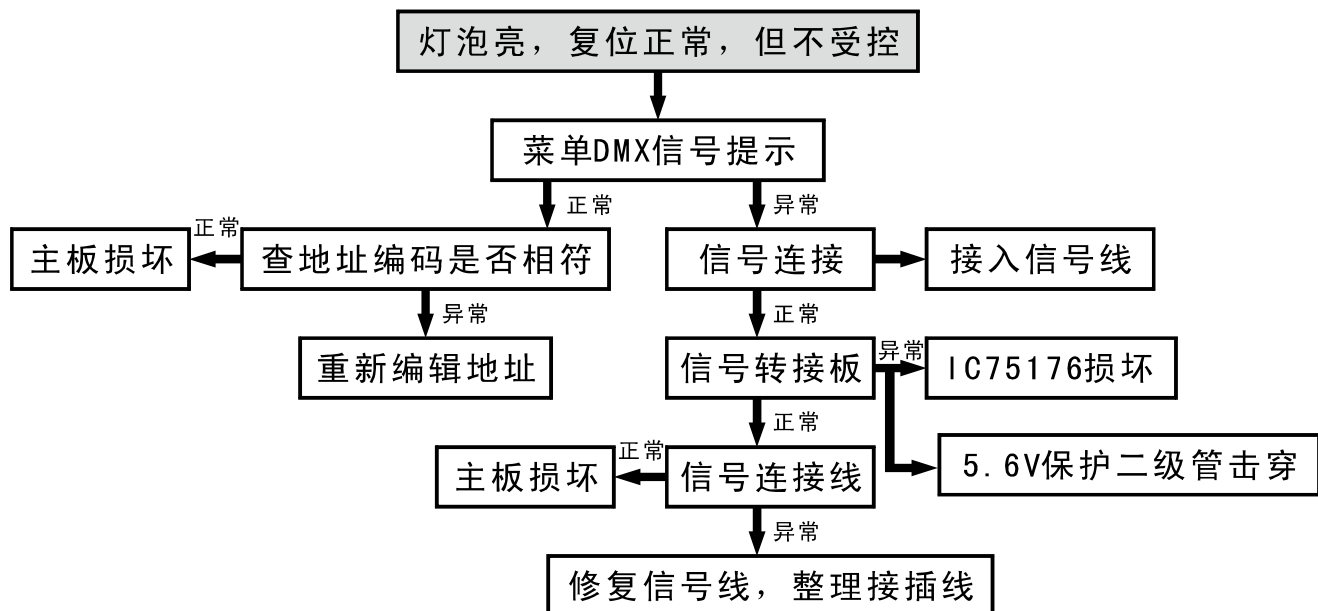 灯泡亮，复位正常，但不受控
菜单DMX信号提示
正常
异常
主板损坏
正常
查地址编码是否相符
信号连接
接入信号线
异常
正常
重新编辑地址
信号转接板
异常
IC75176损坏
正常
主板损坏
正常
信号连接线
5.6V保护二级管击穿
异常
修复信号线，整理接插线